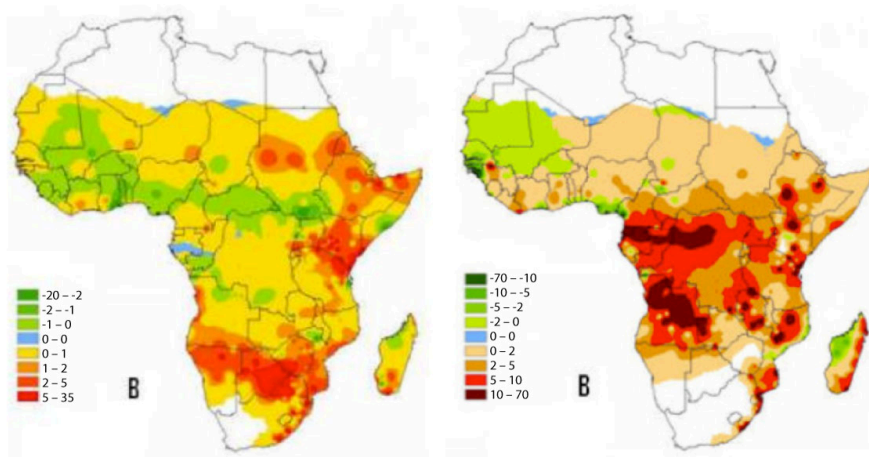 -20 – -2
-2 – -1
-1 – 0
0 – 0
0 – 1
1 – 2
2 – 5
5 – 35
B
-70 – -10
-10 – -5
-5 – -2
-2 – 0
0 – 0
0 – 2
2 – 5
5 – 10
10 – 70
B